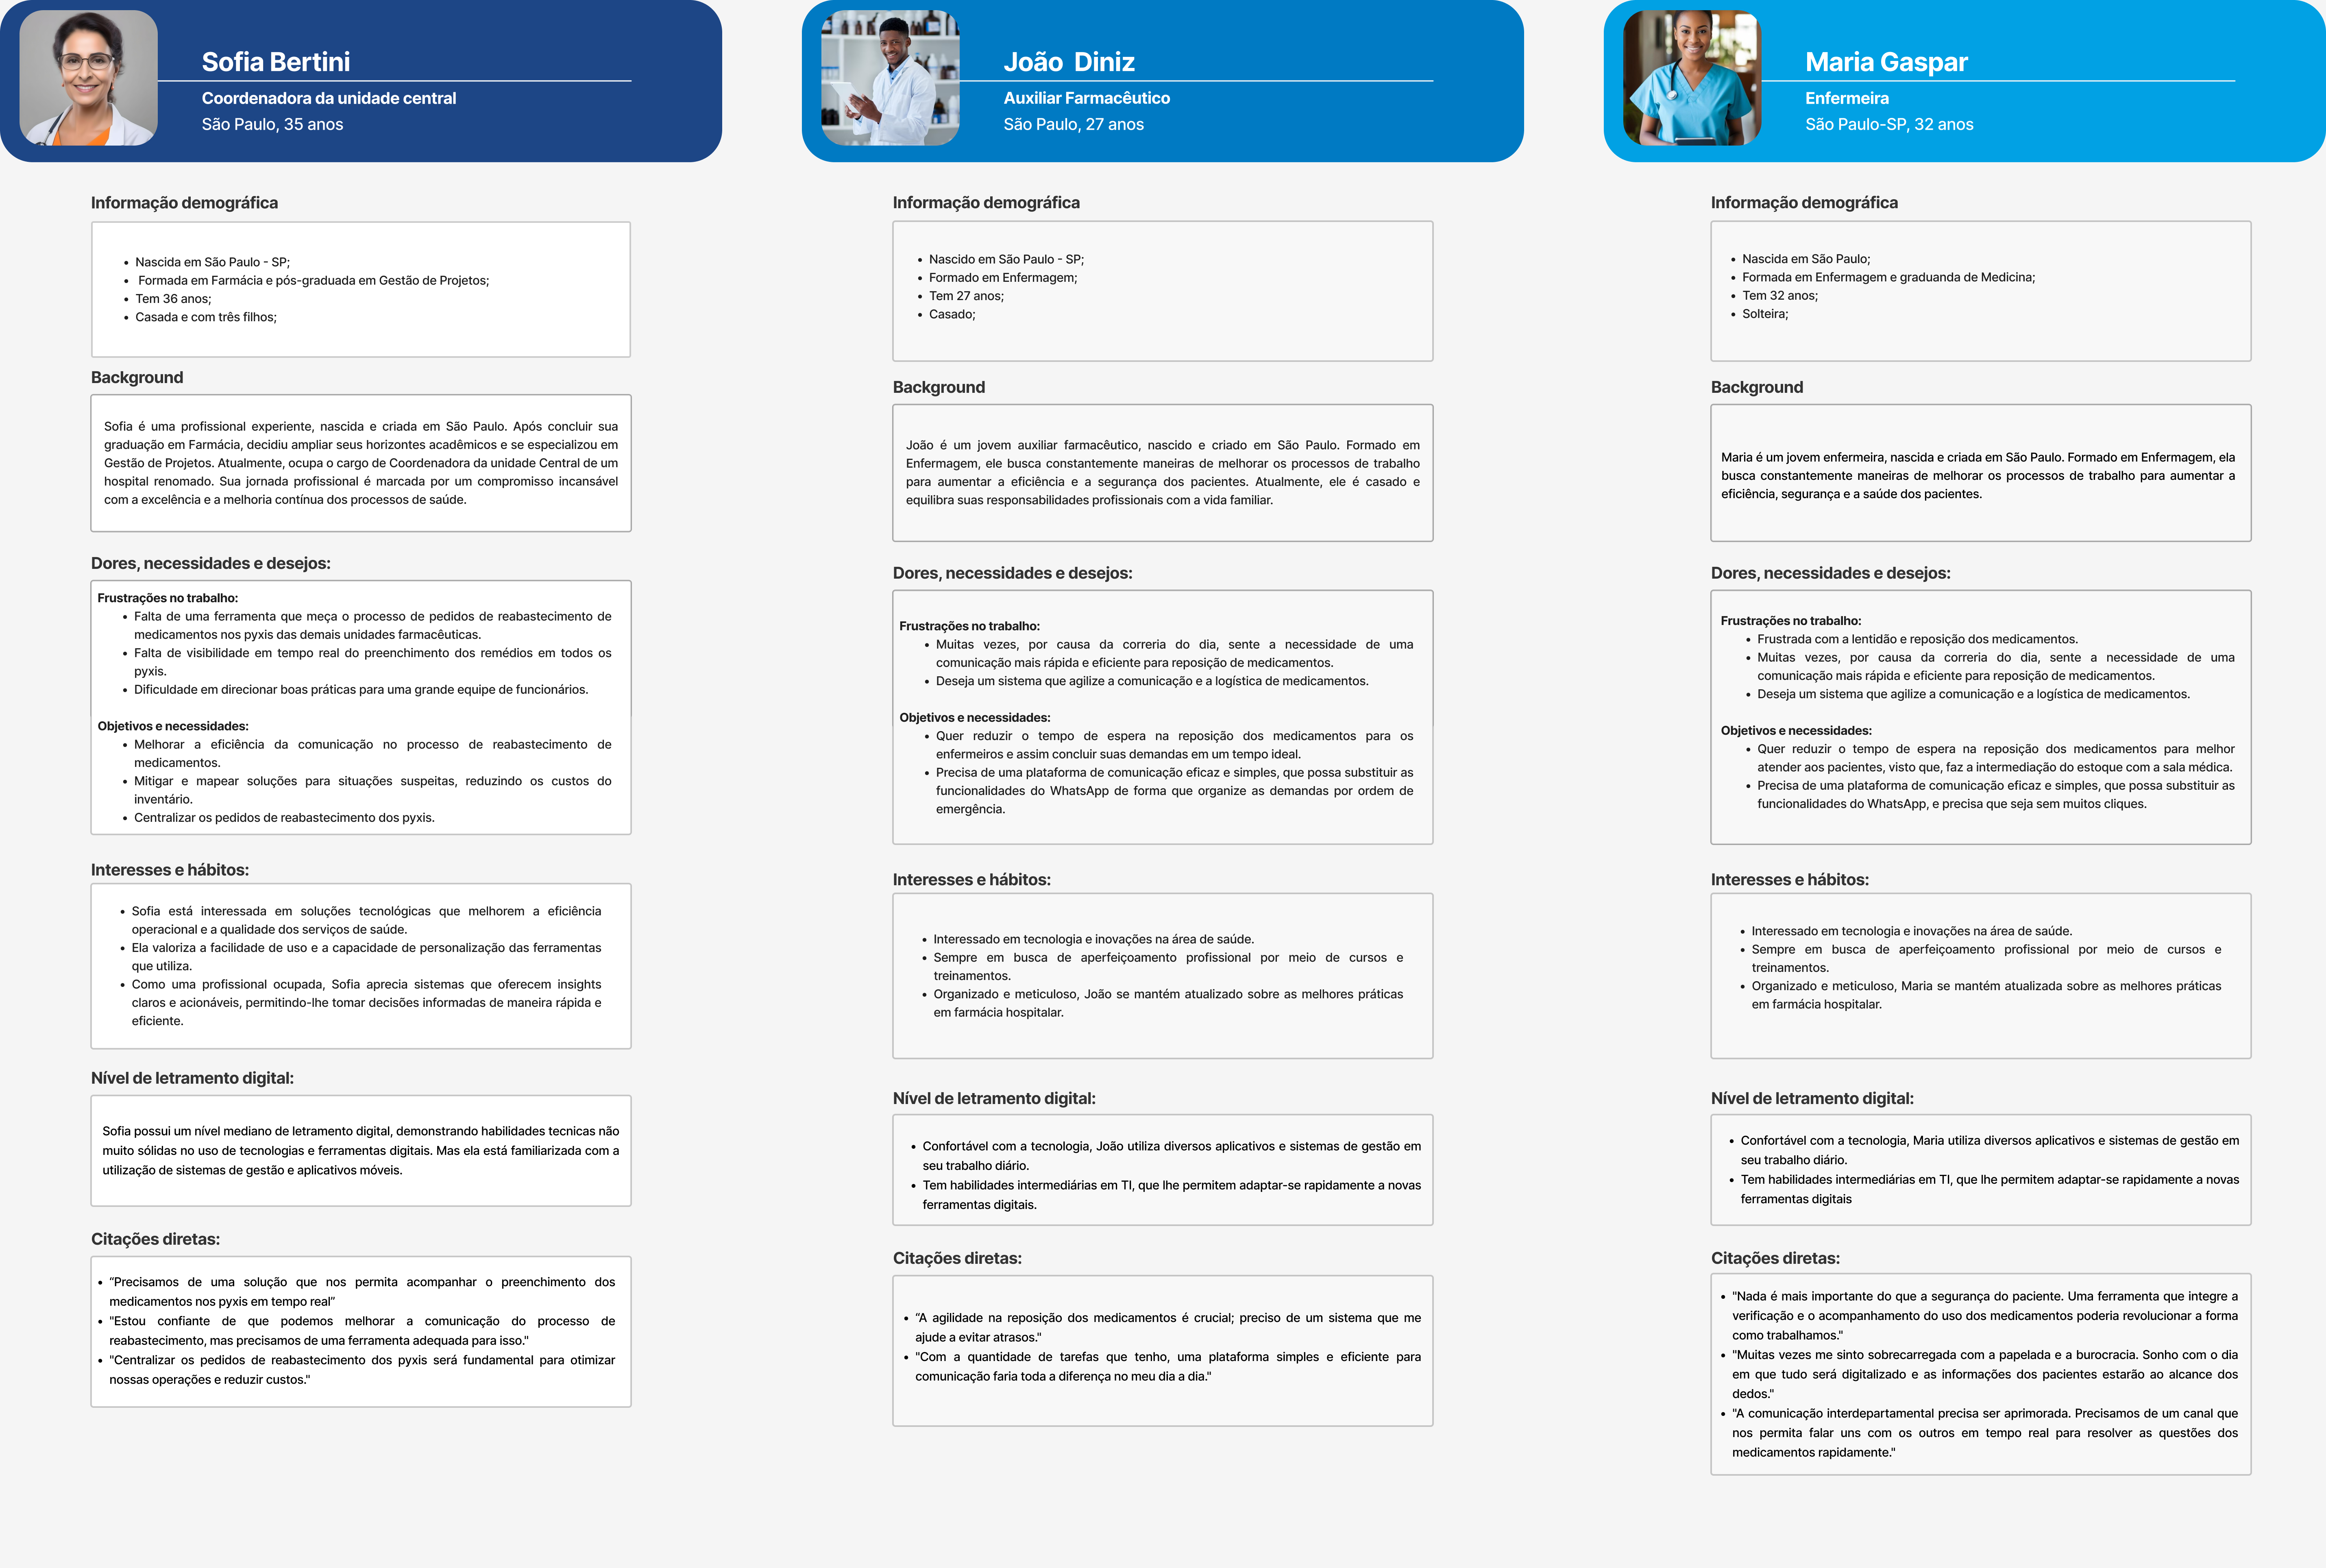 Sofia Bertini
Coordenadora da unidade central
São Paulo, 35 anos
Informação demográfica
• Nascida em São Paulo - SP;
• Formada em Farmácia e pós-graduada em Gestão de Projetos;
• Tem 36 anos;
• Casada e com três filhos;
Background
Sofia é uma profissional experiente, nascida e criada em São Paulo. Após concluir sua
graduação em Farmácia, decidiu ampliar seus horizontes acadêmicos e se especializou em
Gestão de Projetos. Atualmente, ocupa o cargo de Coordenadora da unidade Central de um
hospital renomado. Sua jornada profissional é marcada por um compromisso incansável
com a excelência e a melhoria contínua dos processos de saúde.
Dores, necessidades e desejos:
Frustrações no trabalho:
• Falta de uma ferramenta que meça o processo de pedidos de reabastecimento de
medicamentos nos pyxis das demais unidades farmacêuticas.
• Falta de visibilidade em tempo real do preenchimento dos remédios em todos os
pyxis.
• Dificuldade em direcionar boas práticas para uma grande equipe de funcionários.
Objetivos e necessidades:
• Melhorar a eficiência da comunicação no processo de reabastecimento de
medicamentos.
• Mitigar e mapear soluções para situações suspeitas, reduzindo os custos do
inventário.
• Centralizar os pedidos de reabastecimento dos pyxis.
Interesses e hábitos:
• Sofia está interessada em soluções tecnológicas que melhorem a eficiência
operacional e a qualidade dos serviços de saúde.
• Ela valoriza a facilidade de uso e a capacidade de personalização das ferramentas
que utiliza.
• Como uma profissional ocupada, Sofia aprecia sistemas que oferecem insights
claros e acionáveis, permitindo-lhe tomar decisões informadas de maneira rápida e
eficiente.
Nível de letramento digital:
Sofia possui um nível mediano de letramento digital, demonstrando habilidades tecnicas não
muito sólidas no uso de tecnologias e ferramentas digitais. Mas ela está familiarizada com a
utilização de sistemas de gestão e aplicativos móveis.
Citações diretas:
• “Precisamos de uma solução que nos permita acompanhar o preenchimento dos
medicamentos nos pyxis em tempo real”
• "Estou confiante de que podemos melhorar a comunicação do processo de
reabastecimento, mas precisamos de uma ferramenta adequada para isso."
• "Centralizar os pedidos de reabastecimento dos pyxis será fundamental para otimizar
nossas operações e reduzir custos."
João Diniz
Auxiliar Farmacêutico
São Paulo, 27 anos
Informação demográfica
• Nascido em São Paulo - SP;
• Formado em Enfermagem;
• Tem 27 anos;
• Casado;
Background
João é um jovem auxiliar farmacêutico, nascido e criado em São Paulo. Formado em
Enfermagem, ele busca constantemente maneiras de melhorar os processos de trabalho
para aumentar a eficiência e a segurança dos pacientes. Atualmente, ele é casado e
equilibra suas responsabilidades profissionais com a vida familiar.
Dores, necessidades e desejos:
Frustrações no trabalho:
• Muitas vezes, por causa da correria do dia, sente a necessidade de uma
comunicação mais rápida e eficiente para reposição de medicamentos.
• Deseja um sistema que agilize a comunicação e a logística de medicamentos.
Objetivos e necessidades:
• Quer reduzir o tempo de espera na reposição dos medicamentos para os
enfermeiros e assim concluir suas demandas em um tempo ideal.
• Precisa de uma plataforma de comunicação eficaz e simples, que possa substituir as
funcionalidades do WhatsApp de forma que organize as demandas por ordem de
emergência.
Interesses e hábitos:
• Interessado em tecnologia e inovações na área de saúde.
• Sempre em busca de aperfeiçoamento profissional por meio de cursos e
treinamentos.
• Organizado e meticuloso, João se mantém atualizado sobre as melhores práticas
em farmácia hospitalar.
Nível de letramento digital:
• Confortável com a tecnologia, João utiliza diversos aplicativos e sistemas de gestão em
seu trabalho diário.
• Tem habilidades intermediárias em TI, que lhe permitem adaptar-se rapidamente a novas
ferramentas digitais.
Citações diretas:
• “A agilidade na reposição dos medicamentos é crucial; preciso de um sistema que me
ajude a evitar atrasos."
• "Com a quantidade de tarefas que tenho, uma plataforma simples e eficiente para
comunicação faria toda a diferença no meu dia a dia."
Maria Gaspar
Enfermeira
São Paulo-SP, 32 anos
Informação demográfica
• Nascida em São Paulo;
• Formada em Enfermagem e graduanda de Medicina;
• Tem 32 anos;
• Solteira;
Background
Maria é um jovem enfermeira, nascida e criada em São Paulo. Formado em Enfermagem, ela
busca constantemente maneiras de melhorar os processos de trabalho para aumentar a
eficiência, segurança e a saúde dos pacientes.
Dores, necessidades e desejos:
Frustrações no trabalho:
• Frustrada com a lentidão e reposição dos medicamentos.
• Muitas vezes, por causa da correria do dia, sente a necessidade de uma
comunicação mais rápida e eficiente para reposição de medicamentos.
• Deseja um sistema que agilize a comunicação e a logística de medicamentos.
Objetivos e necessidades:
• Quer reduzir o tempo de espera na reposição dos medicamentos para melhor
atender aos pacientes, visto que, faz a intermediação do estoque com a sala médica.
• Precisa de uma plataforma de comunicação eficaz e simples, que possa substituir as
funcionalidades do WhatsApp, e precisa que seja sem muitos cliques.
Interesses e hábitos:
• Interessado em tecnologia e inovações na área de saúde.
• Sempre em busca de aperfeiçoamento profissional por meio de cursos e
treinamentos.
• Organizado e meticuloso, Maria se mantém atualizada sobre as melhores práticas
em farmácia hospitalar.
Nível de letramento digital:
• Confortável com a tecnologia, Maria utiliza diversos aplicativos e sistemas de gestão em
seu trabalho diário.
• Tem habilidades intermediárias em TI, que lhe permitem adaptar-se rapidamente a novas
ferramentas digitais
Citações diretas:
• "Nada é mais importante do que a segurança do paciente. Uma ferramenta que integre a
verificação e o acompanhamento do uso dos medicamentos poderia revolucionar a forma
como trabalhamos."
• "Muitas vezes me sinto sobrecarregada com a papelada e a burocracia. Sonho com o dia
em que tudo será digitalizado e as informações dos pacientes estarão ao alcance dos
dedos."
• "A comunicação interdepartamental precisa ser aprimorada. Precisamos de um canal que
nos permita falar uns com os outros em tempo real para resolver as questões dos
medicamentos rapidamente."